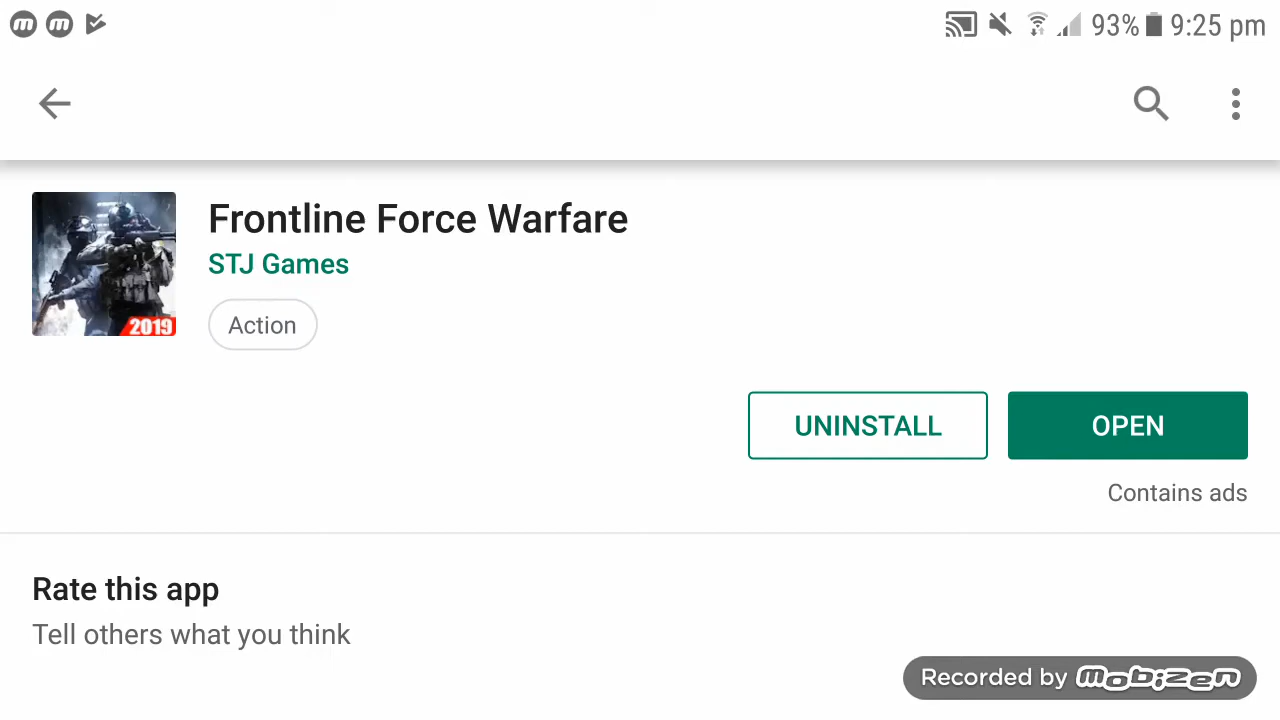 93% 9:25 pm
Frontline Force Warfare
STJ Games
2019
Action
UNINSTALL
OPEN
Contains ads
Rate this app
Tell others what you think
Recorded by mobizen